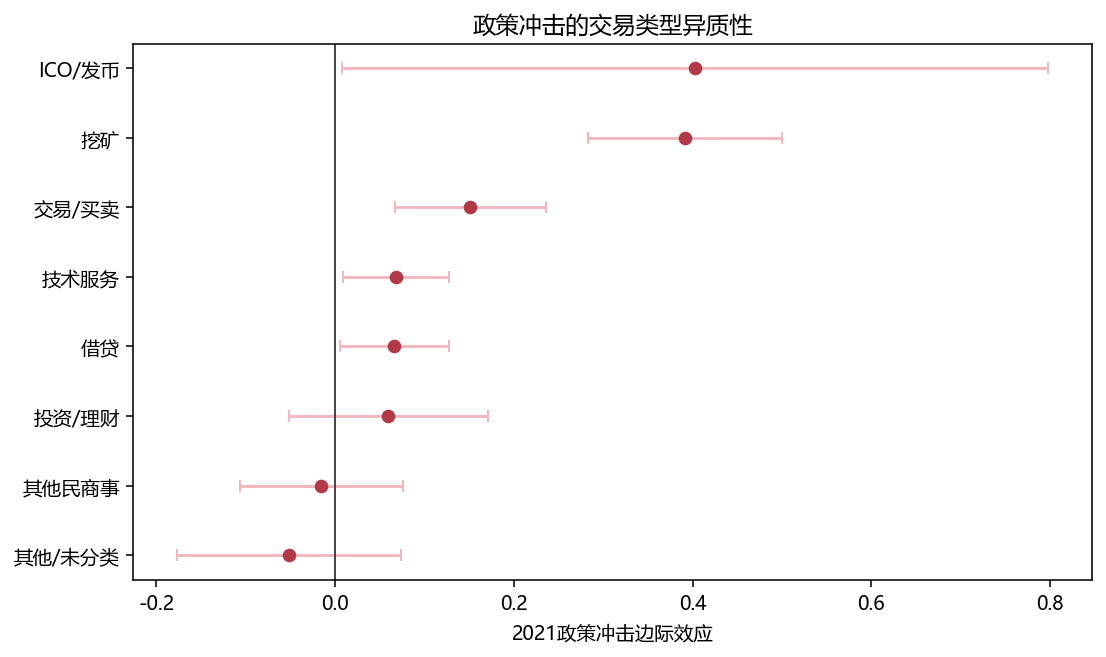 政策冲击的交易类型异质性
ICO/发币
挖矿
交易/买卖
技术服务
借贷
投资/理财
其他民商事
其他/未分类
-0.2 0.0 0.2 0.4 0.6 0.8
2021政策冲击边际效应